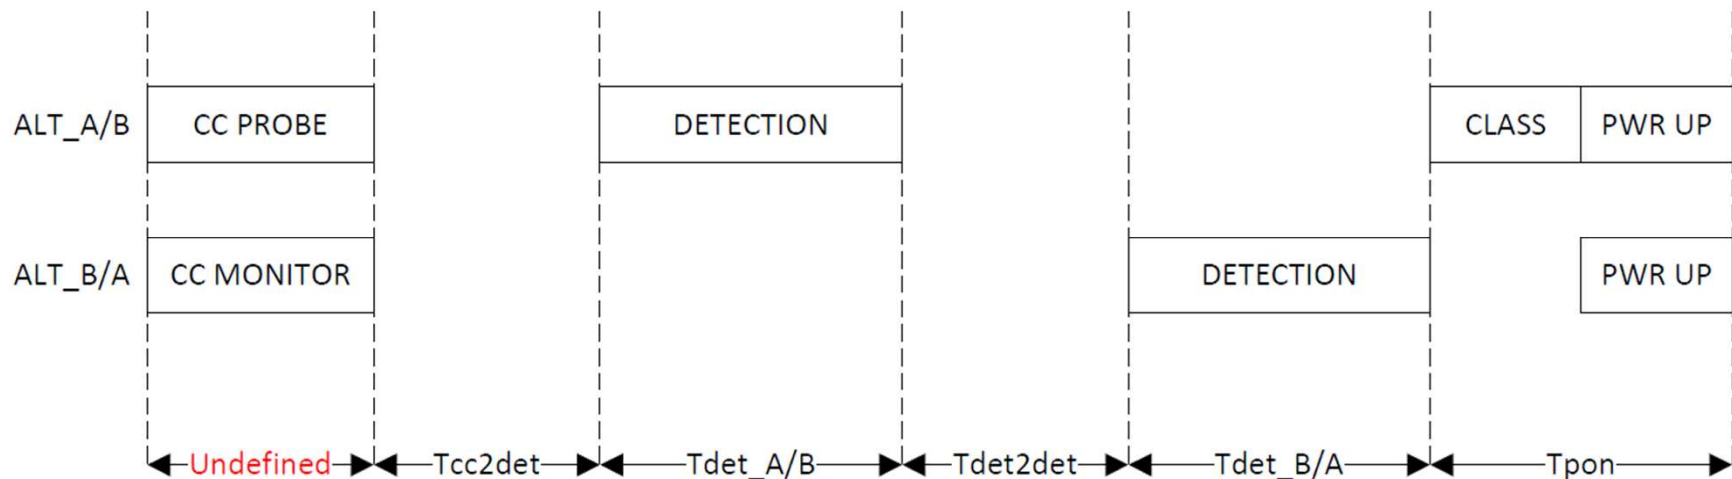 ALT_A/B CC PROBE DETECTION CLASS PWR UP
ALT_B/A CC MONITOR DETECTION PWR UP
Undefined Tcc2det Tdet_A/B Tdet2det Tdet_B/A Tpon